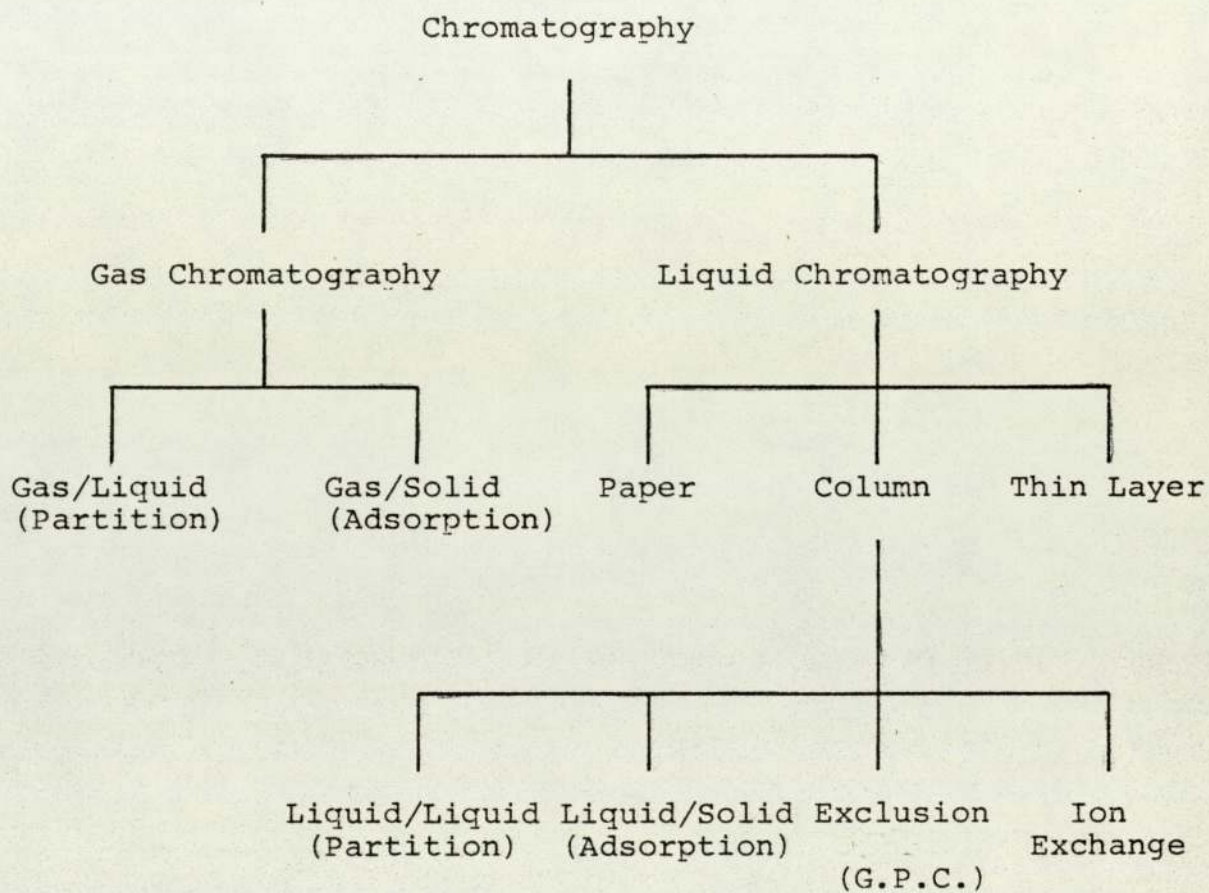 Chromatography
Gas Chromatography
Liquid Chromatography
Gas/Liquid
(Partition)
Gas/Solid
(Adsorption)
Paper
Column
Thin Layer
Liquid/Liquid
(Partition)
Liquid/Solid
(Adsorption)
Exclusion
(G.P.C.)
Ion
Exchange